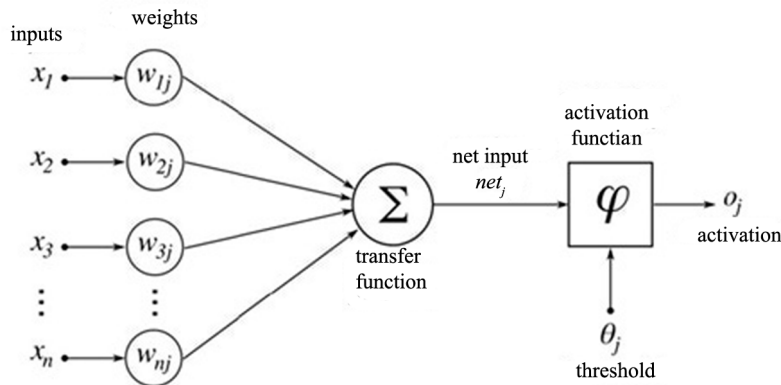 inputs
weights
x1
w1j
x2
w2j
x3
w3j
⋮
⋮
xn
wnj
Σ
transfer
function
net input
netj
activation
functian
φ
oj
activation
θj
threshold